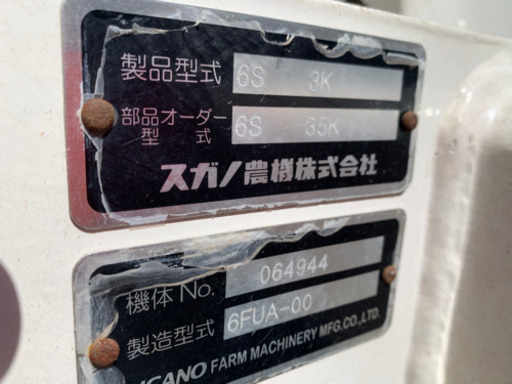 製品型式 6S 3K
部品オーダー型式 6S 35K
スガノ農機株式会社
機体No. 064944
製造型式 6FUA-00
UGANO FARM MACHINERY MFG.CO.,LTD.